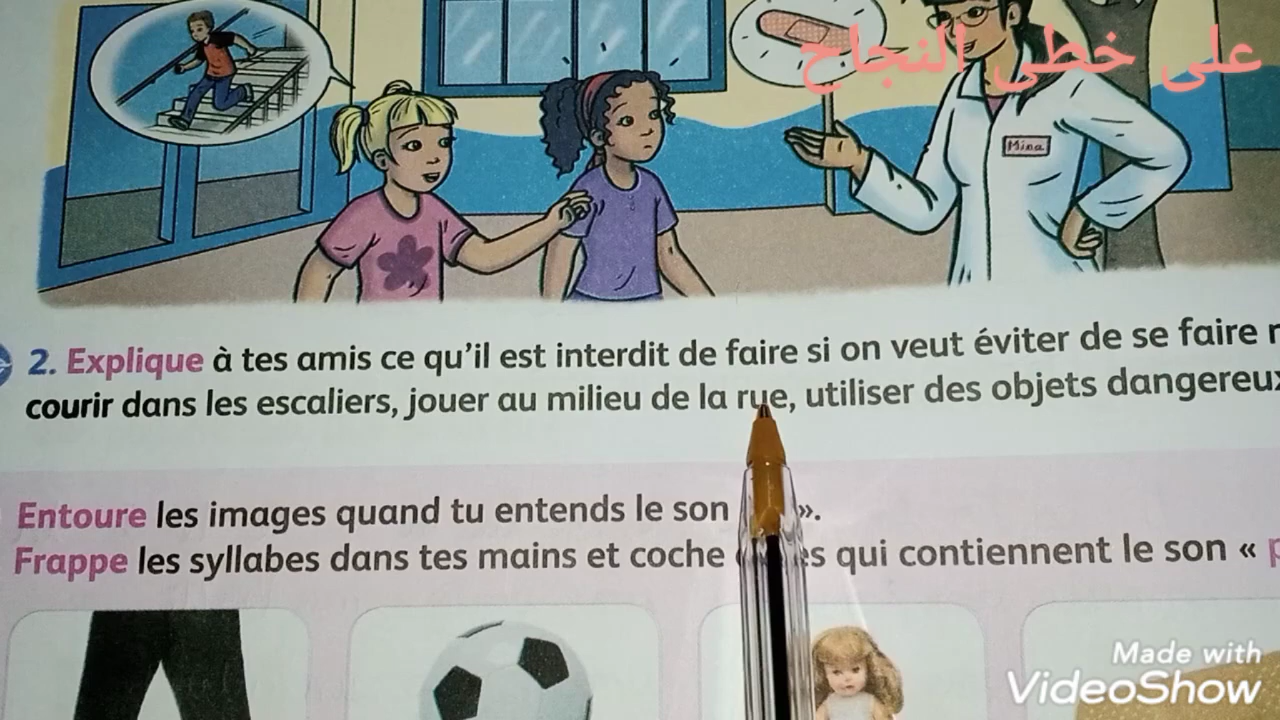 على خطى النجاح
Mina
2. Explique à tes amis ce qu'il est interdit de faire si on veut éviter de se faire
courir dans les escaliers, jouer au milieu de la rue, utiliser des objets dangereux
Entoure les images quand tu entends le son ».
Frappe les syllabes dans tes mains et coche qui contiennent le son « p
Made with
VideoShow